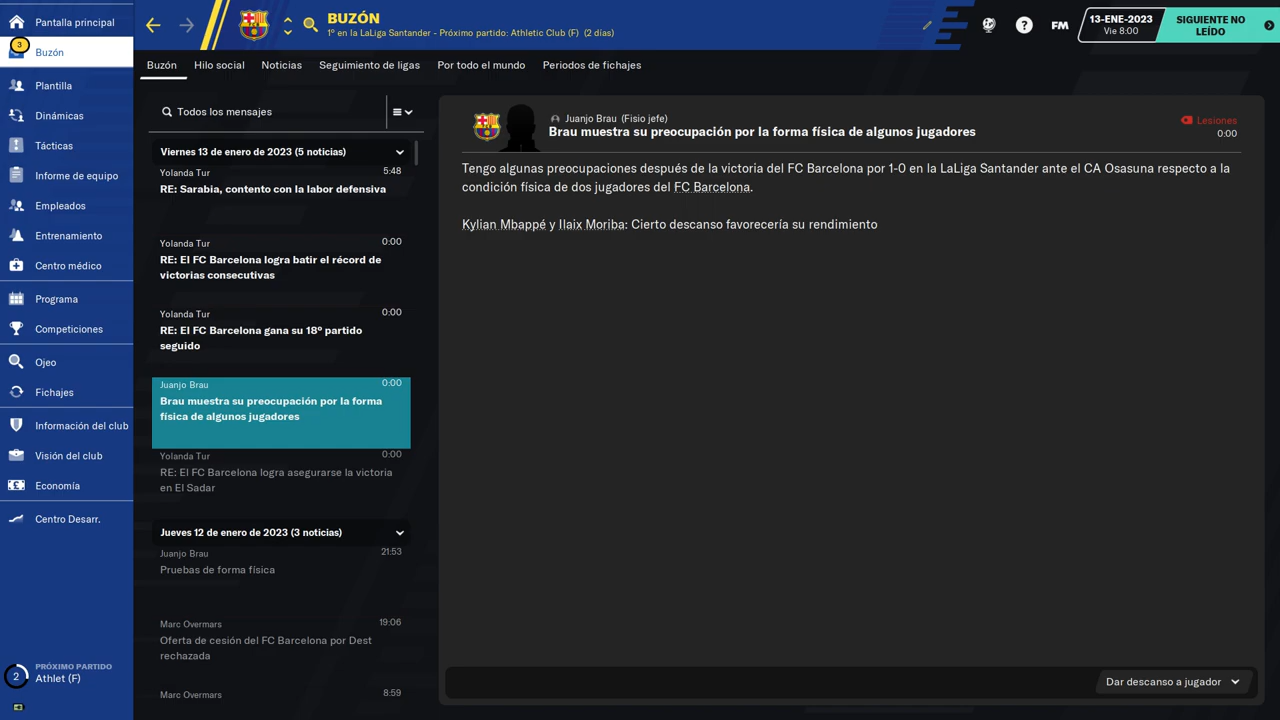 Pantalla principal
3
Buzón
Plantilla
Dinámicas
Tácticas
Informe de equipo
Empleados
Entrenamiento
Centro médico
Programa
Competiciones
Ojeo
Fichajes
Información del club
Visión del club
Economía
Centro Desarr.
2
PRÓXIMO PARTIDO
Athlet (F)
BUZÓN
1º en la LaLiga Santander - Próximo partido: Athletic Club (F) (2 días)
?
FM
13-ENE-2023
Vie 8:00
SIGUIENTE NO
LEÍDO
Buzón
Hilo social
Noticias
Seguimiento de ligas
Por todo el mundo
Periodos de fichajes
Todos los mensajes
Viernes 13 de enero de 2023 (5 noticias)
Yolanda Tur 5:48
RE: Sarabia, contento con la labor defensiva
Yolanda Tur 0:00
RE: El FC Barcelona logra batir el récord de
victorias consecutivas
Yolanda Tur 0:00
RE: El FC Barcelona gana su 18º partido
seguido
Juanjo Brau 0:00
Brau muestra su preocupación por la forma
física de algunos jugadores
Yolanda Tur 0:00
RE: El FC Barcelona logra asegurarse la victoria
en El Sadar
Jueves 12 de enero de 2023 (3 noticias)
Juanjo Brau 21:53
Pruebas de forma física
Marc Overmars 19:06
Oferta de cesión del FC Barcelona por Dest
rechazada
Marc Overmars 8:59
Juanjo Brau (Fisio jefe)
Brau muestra su preocupación por la forma física de algunos jugadores
Lesiones
0:00
Tengo algunas preocupaciones después de la victoria del FC Barcelona por 1-0 en la LaLiga Santander ante el CA Osasuna respecto a la
condición física de dos jugadores del FC Barcelona.
Kylian Mbappé y Ilaix Moriba: Cierto descanso favorecería su rendimiento
Dar descanso a jugador